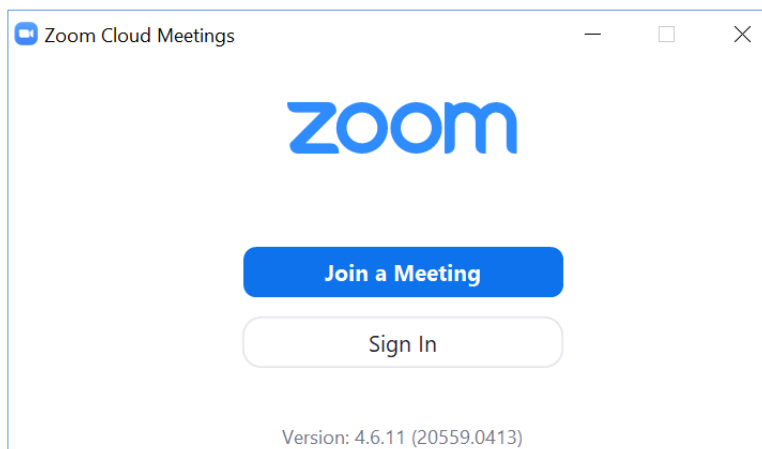 Zoom Cloud Meetings
zoom
Join a Meeting
Sign In
Version: 4.6.11 (20559.0413)